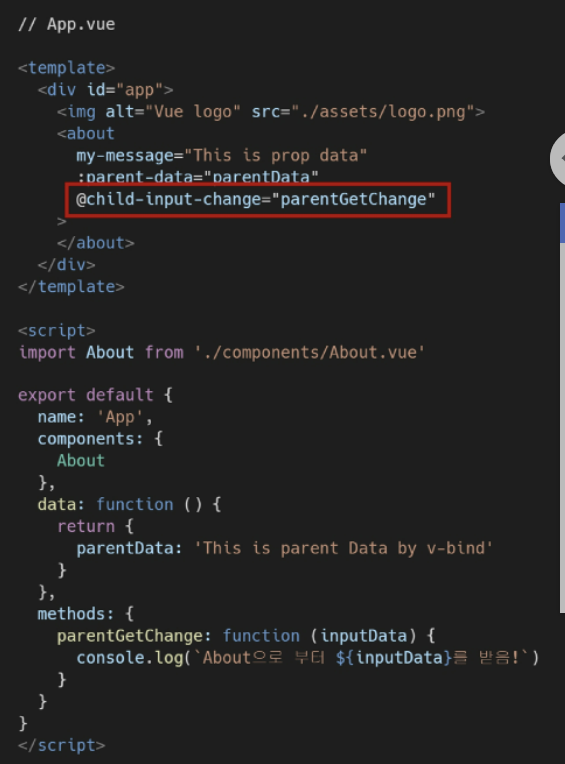 // App.vue
<template>
<div id="app">
<img alt="Vue logo" src="./assets/logo.png">
<about
my-message="This is prop data"
:parent-data="parentData"
@child-input-change="parentGetChange"
>
</about>
</div>
</template>
<script>
import About from './components/About.vue'
export default {
name: 'App',
components: {
About
},
data: function () {
return {
parentData: 'This is parent Data by v-bind'
}
},
methods: {
parentGetChange: function (inputData) {
console.log(`About으로 부터 ${inputData}를 받음!`)
}
}
}
</script>